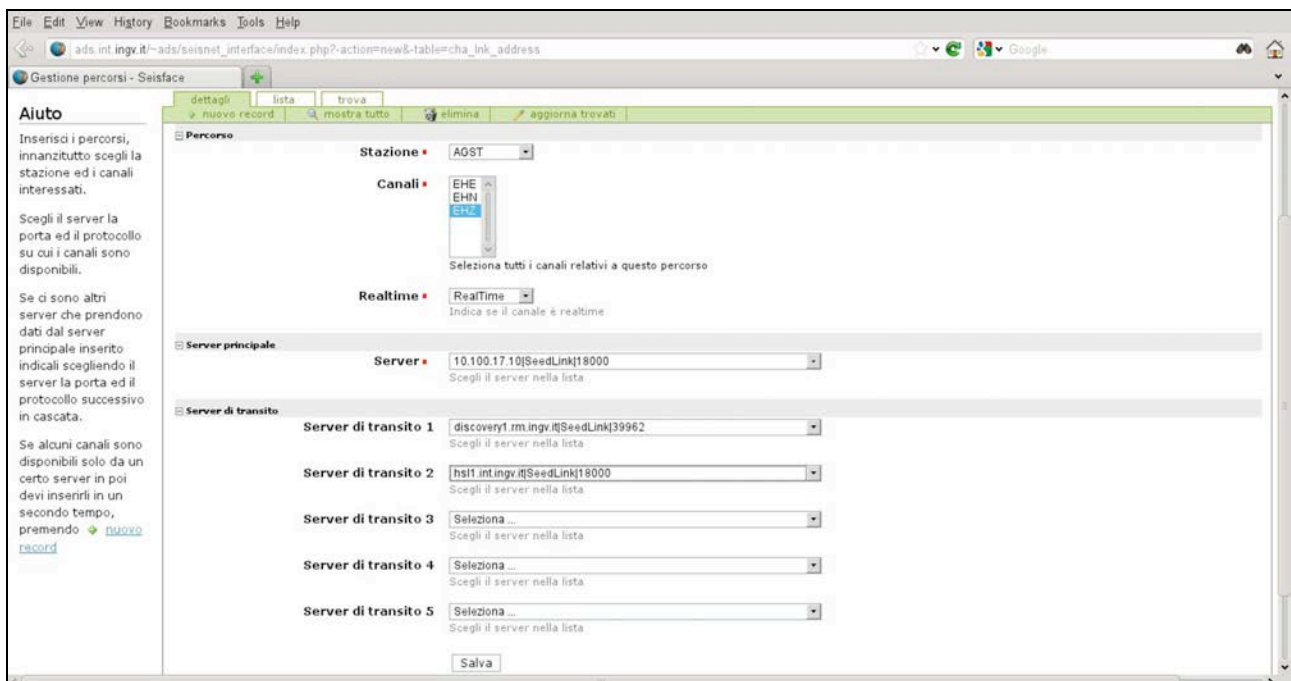 File Edit View History Bookmarks Tools Help
ads.int.ingv.it/~ads/seisnet_interface/index.php?-action=new&-table=cha_lnk_address
Google
Gestione percorsi - Seisface
Aiuto
Inserisci i percorsi,
innanzitutto scegli la
stazione ed i canali
interessati.
Scegli il server la
porta ed il protocollo
su cui i canali sono
disponibili.
Se ci sono altri
server che prendono
dati dal server
principale inserito
indicali scegliendo il
server la porta ed il
protocollo successivo
in cascata.
Se alcuni canali sono
disponibili solo da un
certo server in poi
devi inserirli in un
secondo tempo,
premendo nuovo
record
dettagli lista trova
nuovo record mostra tutto elimina aggiorna trovati
Percorso
Stazione AGST
Canali EHE
EHN
EHZ
Seleziona tutti i canali relativi a questo percorso
Realtime RealTime
Indica se il canale è realtime
Server principale
Server 10.100.17.10|SeedLink|18000
Scegli il server nella lista
Server di transito
Server di transito 1 discovery1.rm.ingv.it|SeedLink|39962
Scegli il server nella lista
Server di transito 2 hsl1.int.ingv.it|SeedLink|18000
Scegli il server nella lista
Server di transito 3 Seleziona ...
Scegli il server nella lista
Server di transito 4 Seleziona ...
Scegli il server nella lista
Server di transito 5 Seleziona ...
Scegli il server nella lista
Salva